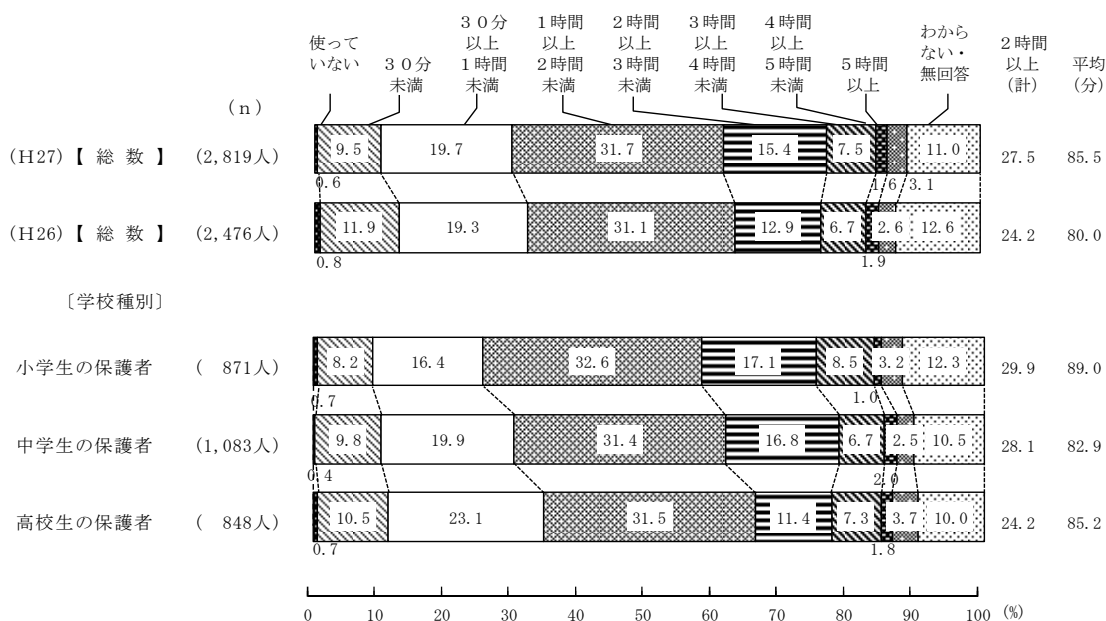 使って
いない
３０分
未満
３０分
以上
１時間
未満
１時間
以上
２時間
未満
２時間
以上
３時間
未満
３時間
以上
４時間
未満
４時間
以上
５時間
未満
５時間
以上
わから
ない・
無回答
２時間
以上
(計)
平均
(分)
(ｎ)
(H27)【 総 数 】 (2,819人) 9.5 19.7 31.7 15.4 7.5 11.0 27.5 85.5
0.6 1.6 3.1
(H26)【 総 数 】 (2,476人) 11.9 19.3 31.1 12.9 6.7 2.6 12.6 24.2 80.0
0.8 1.9
〔学校種別〕
小学生の保護者 ( 871人) 8.2 16.4 32.6 17.1 8.5 3.2 12.3 29.9 89.0
0.7 1.0
中学生の保護者 (1,083人) 9.8 19.9 31.4 16.8 6.7 2.5 10.5 28.1 82.9
0.4 2.0
高校生の保護者 ( 848人) 10.5 23.1 31.5 11.4 7.3 3.7 10.0 24.2 85.2
0.7 1.8
0 10 20 30 40 50 60 70 80 90 100 (%)